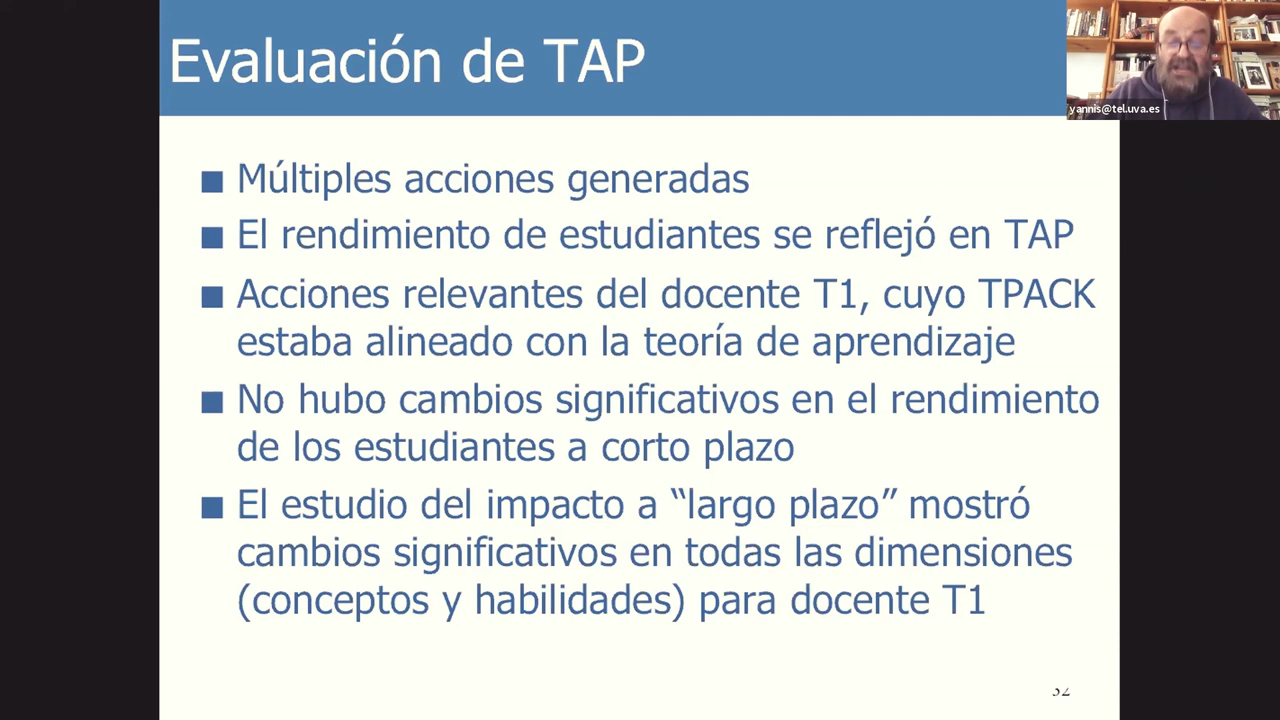 Evaluación de TAP
yannis@tel.uva.es
Múltiples acciones generadas
El rendimiento de estudiantes se reflejó en TAP
Acciones relevantes del docente T1, cuyo TPACK
estaba alineado con la teoría de aprendizaje
No hubo cambios significativos en el rendimiento
de los estudiantes a corto plazo
El estudio del impacto a “largo plazo” mostró
cambios significativos en todas las dimensiones
(conceptos y habilidades) para docente T1